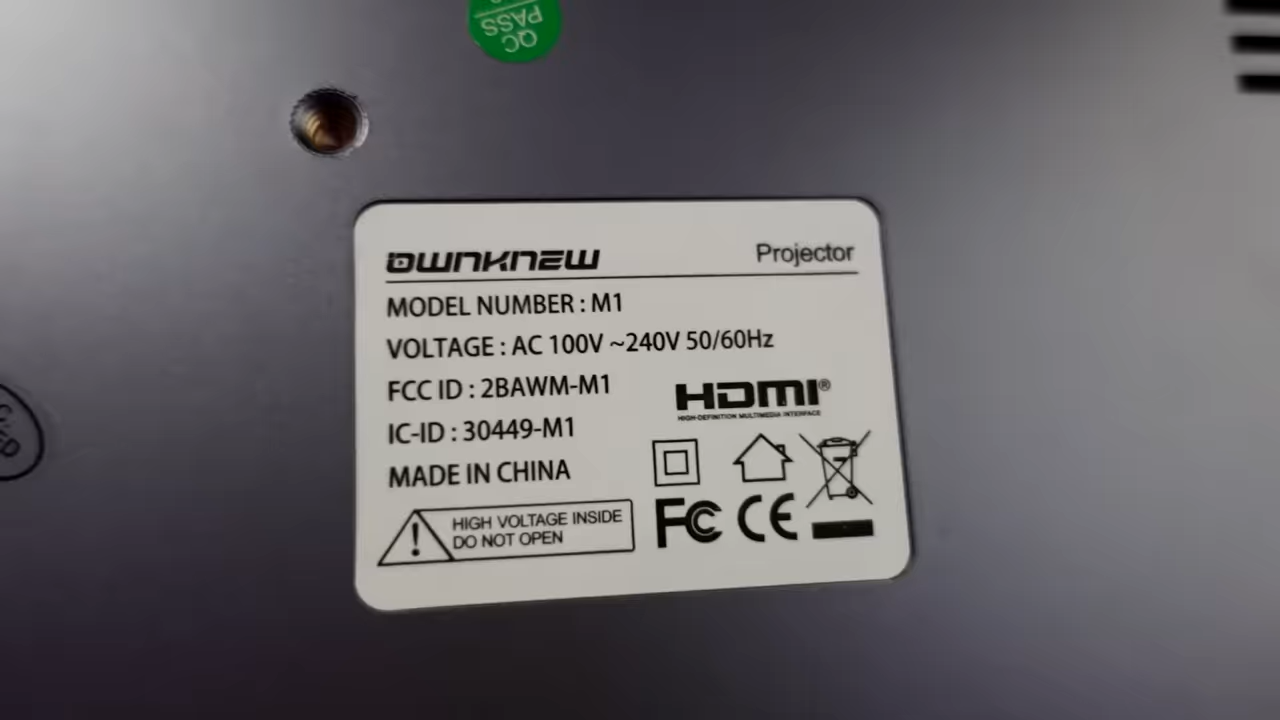 QC
PASS
OWNKNEW
Projector
MODEL NUMBER : M1
VOLTAGE : AC 100V ~240V 50/60Hz
FCC ID : 2BAWM-M1
IC-ID : 30449-M1
MADE IN CHINA
HDMI®
HIGH-DEFINITION MULTIMEDIA INTERFACE
HIGH VOLTAGE INSIDE
DO NOT OPEN
FC CE